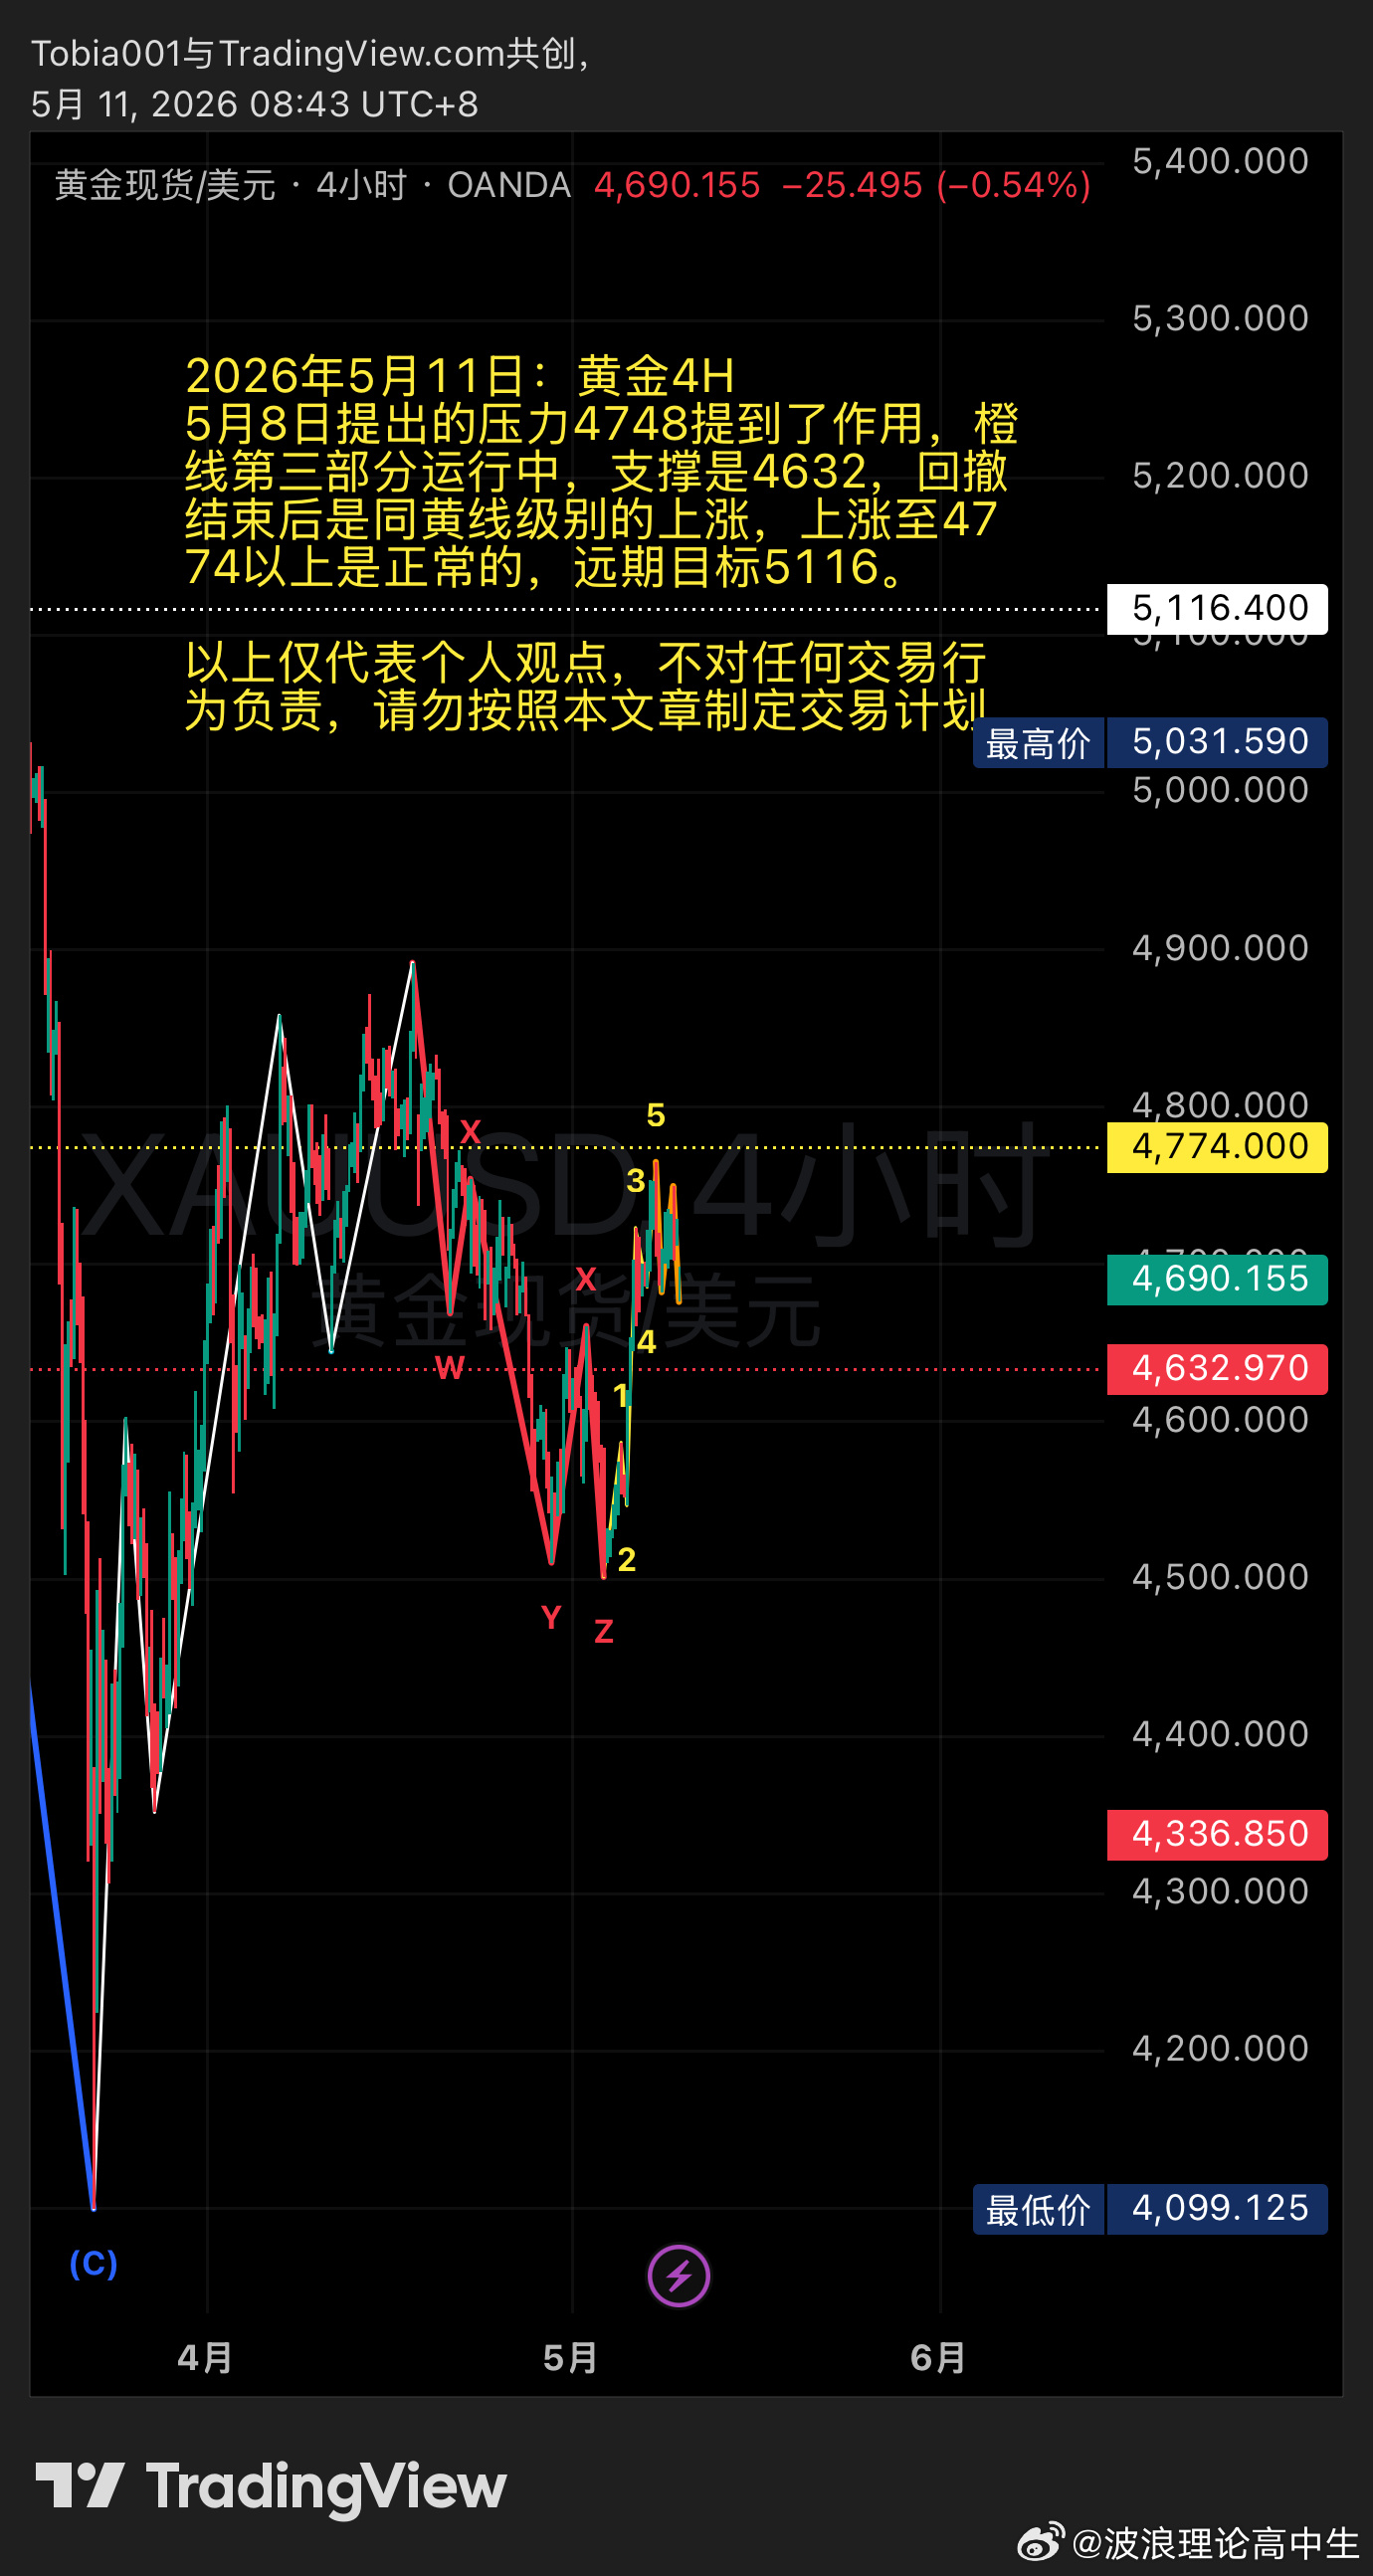 Tobia001与TradingView.com共创,
5月 11, 2026 08:43 UTC+8
黄金现货/美元 · 4小时 · OANDA 4,690.155 −25.495 (−0.54%)
5,400.000
5,300.000
2026年5月11日：黄金4H
5月8日提出的压力4748提到了作用，橙
线第三部分运行中，支撑是4632，回撤
结束后是同黄线级别的上涨，上涨至47
74以上是正常的，远期目标5116。
5,200.000
5,116.400
5,100.000
以上仅代表个人观点，不对任何交易行
为负责，请勿按照本文章制定交易计划
最高价 5,031.590
5,000.000
4,900.000
4,800.000
5
X
XAUUSD, 4小时
4,774.000
3
4,700.000
4,690.155
X
黄金现货/美元
4
W
4,632.970
1
4,600.000
2
4,500.000
Y
Z
4,400.000
4,336.850
4,300.000
4,200.000
最低价 4,099.125
(C)
4月
5月
6月
TradingView
@波浪理论高中生